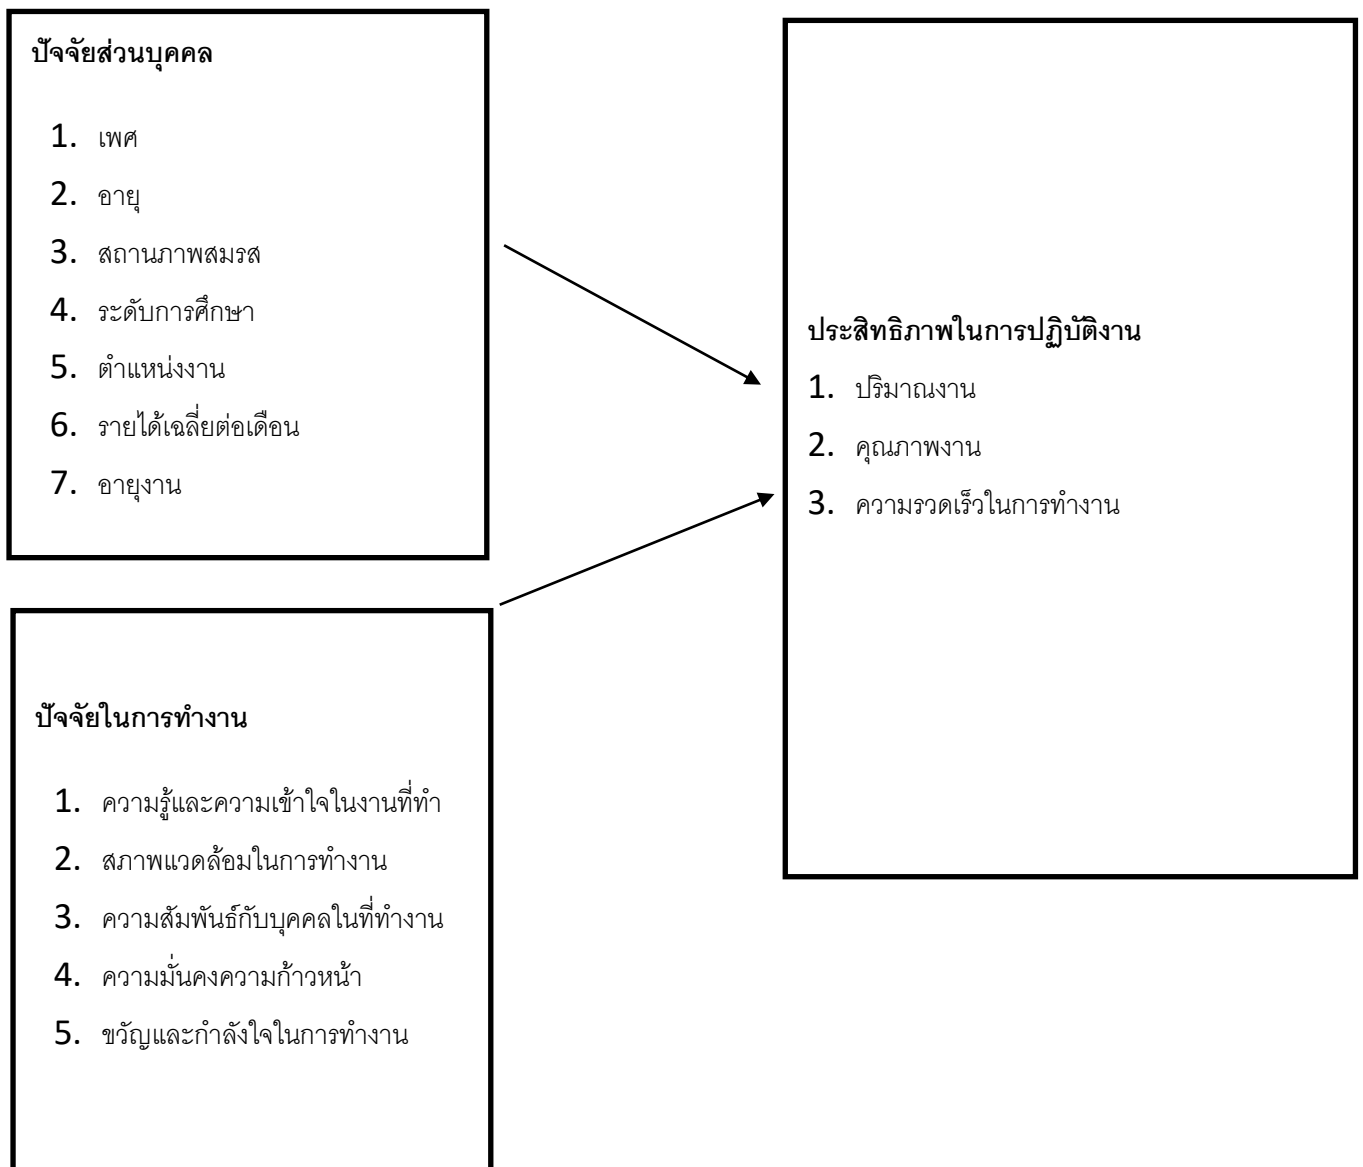 ปัจจัยส่วนบุคคล
1. เพศ
2. อายุ
3. สถานภาพสมรส
4. ระดับการศึกษา
5. ตำแหน่งงาน
6. รายได้เฉลี่ยต่อเดือน
7. อายุงาน
ปัจจัยในการทำงาน
1. ความรู้และความเข้าใจในงานที่ทำ
2. สภาพแวดล้อมในการทำงาน
3. ความสัมพันธ์กับบุคคลในที่ทำงาน
4. ความมั่นคงความก้าวหน้า
5. ขวัญและกำลังใจในการทำงาน
ประสิทธิภาพในการปฏิบัติงาน
1. ปริมาณงาน
2. คุณภาพงาน
3. ความรวดเร็วในการทำงาน